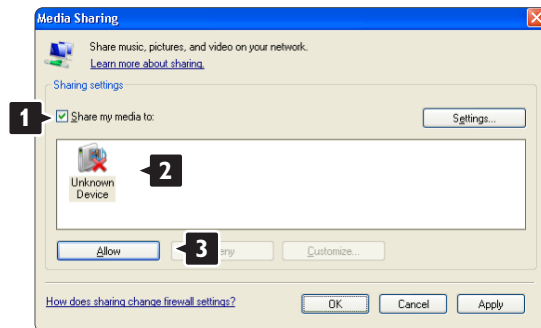 Media Sharing
Share music, pictures, and video on your network.
Learn more about sharing.
Sharing settings
1
Share my media to:
Settings...
2
Unknown
Device
Allow
3
Customize...
How does sharing change firewall settings?
OK
Cancel
Apply